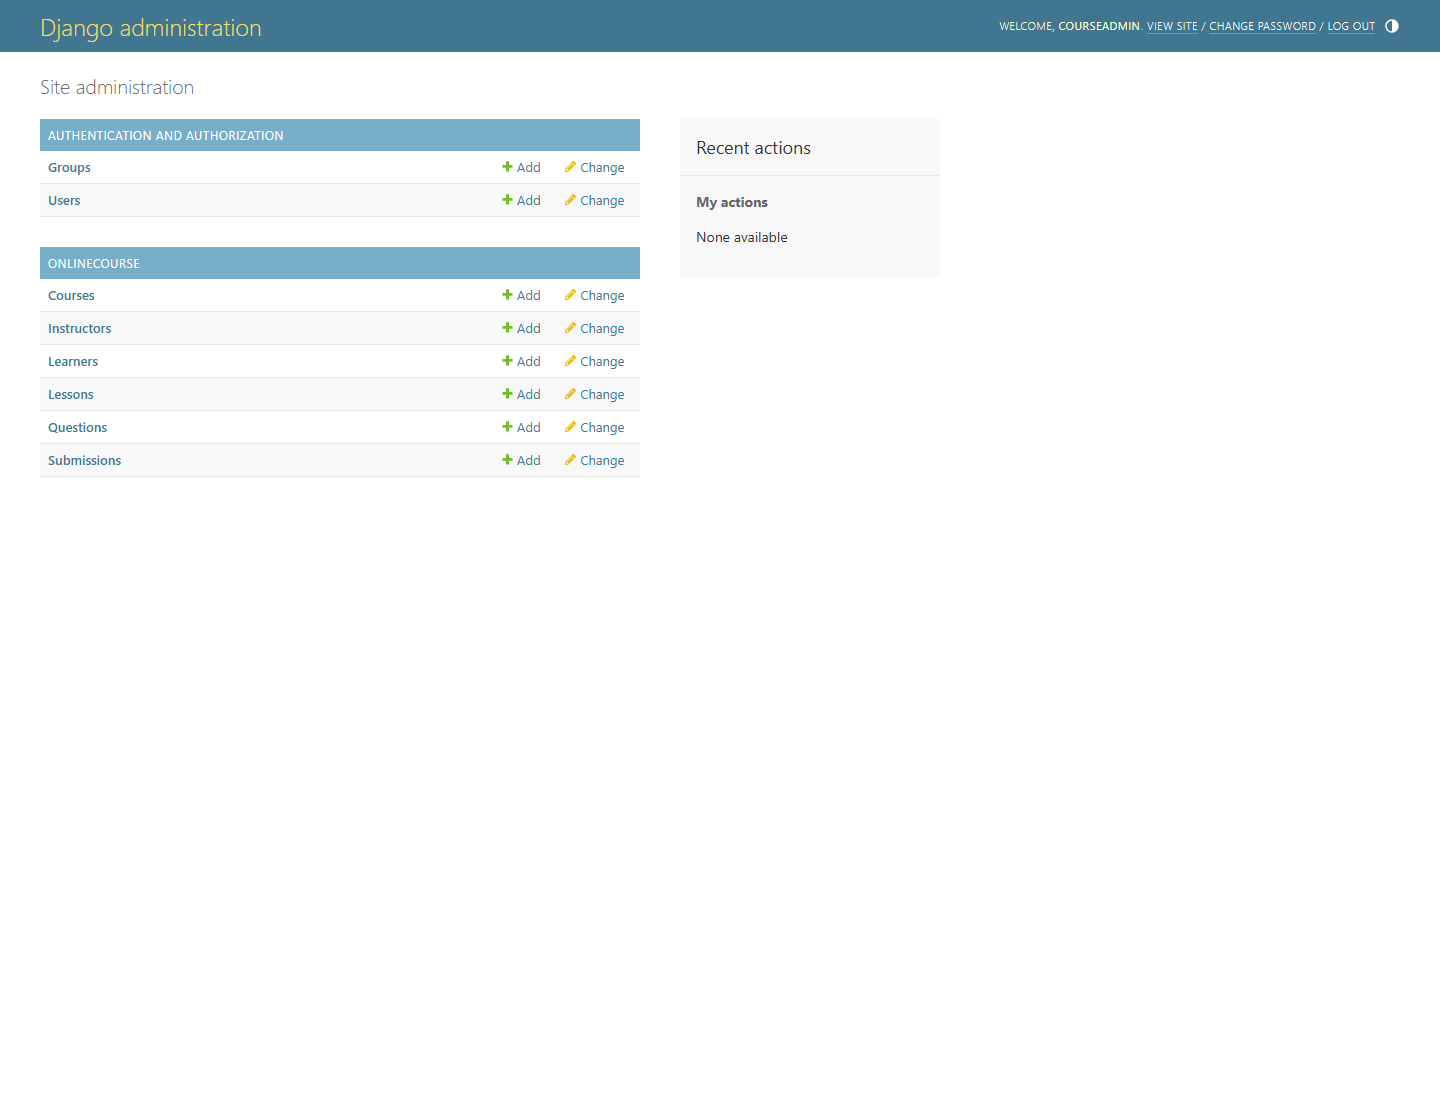 Django administration
WELCOME, COURSEADMIN. VIEW SITE / CHANGE PASSWORD / LOG OUT
Site administration
AUTHENTICATION AND AUTHORIZATION
Groups Add Change
Users Add Change
ONLINECOURSE
Courses Add Change
Instructors Add Change
Learners Add Change
Lessons Add Change
Questions Add Change
Submissions Add Change
Recent actions
My actions
None available